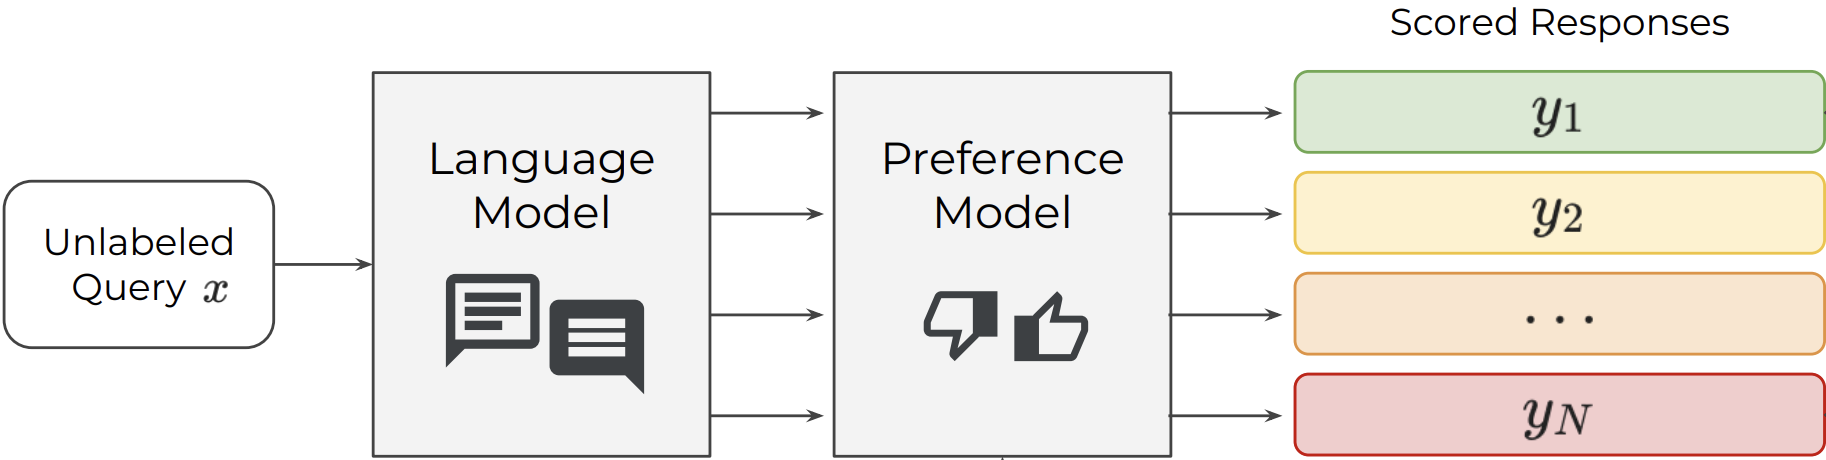 Scored Responses
Unlabeled
Query x
Language
Model
Preference
Model
y1
y2
...
yN